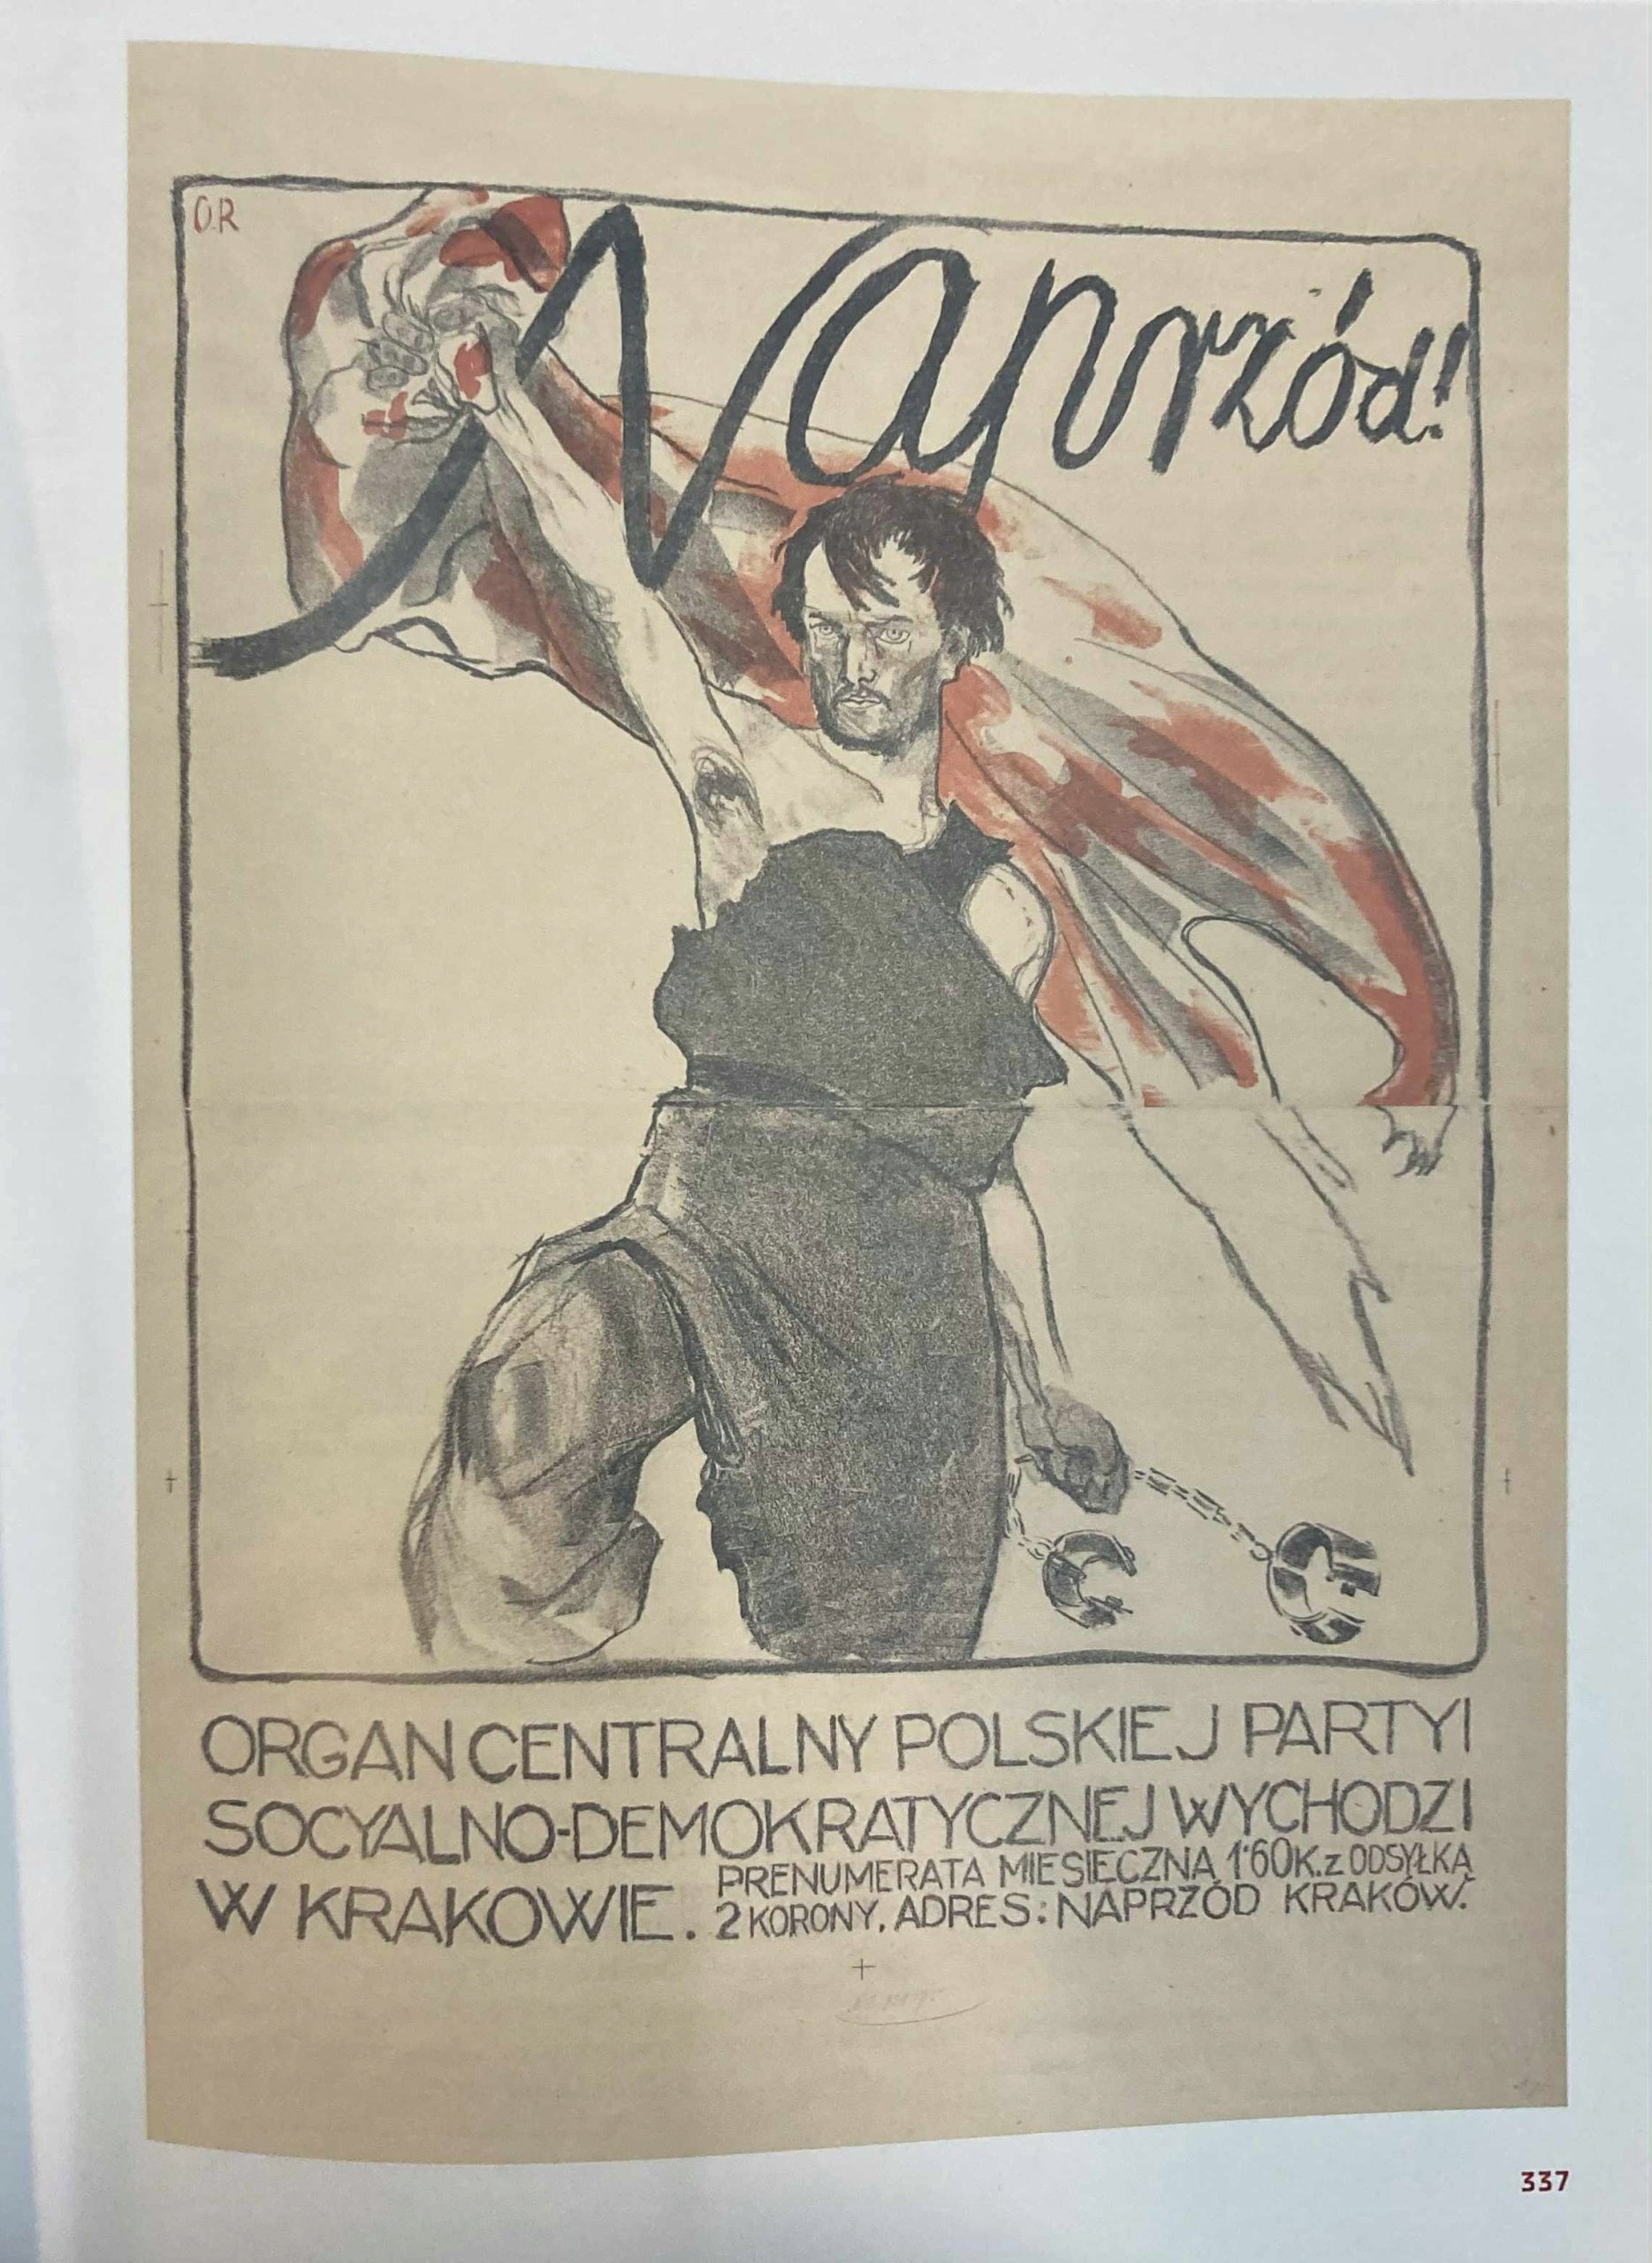 O.R
Naprzód!
ORGAN CENTRALNY POLSKIEJ PARTYI
SOCYALNO-DEMOKRATYCZNEJ WYCHODZI
W KRAKOWIE.
PRENUMERATA MIESIĘCZNA 1·60K. z ODSYŁKĄ
2 KORONY. ADRES: NAPRZÓD KRAKÓW.
337